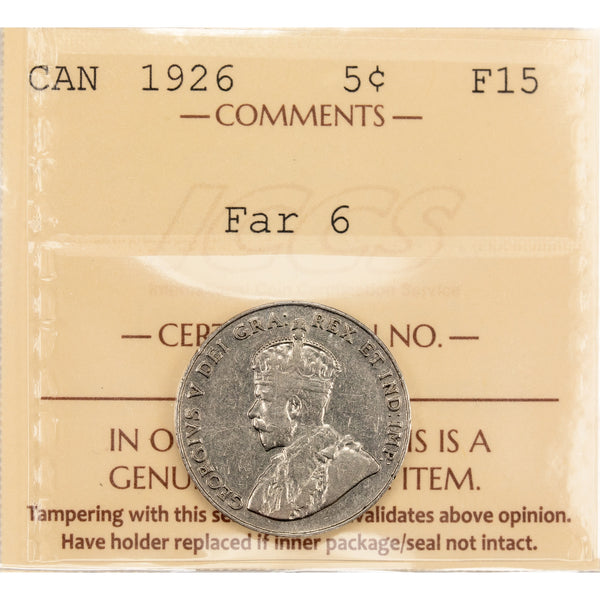 CAN 1926 5¢ F15
— COMMENTS —
ICCS
Far 6
— CER NO. —
GEORGIVS V DEI GRA: REX ET IND: IMP:
IN O IS IS A
GENU ITEM.
Tampering with this se validates above opinion.
Have holder replaced if inner package/seal not intact.